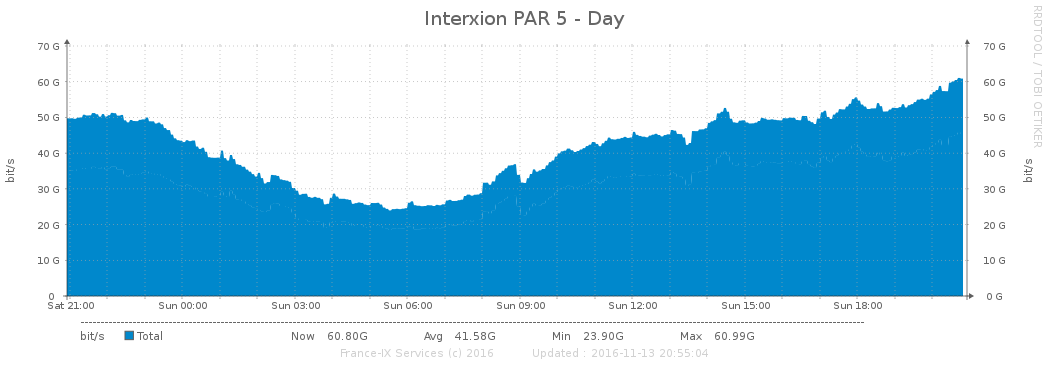 Interxion PAR 5 - Day
RRDTOOL / TOBI OETIKER
bit/s
bit/s
70 G 70 G
60 G 60 G
50 G 50 G
40 G 40 G
30 G 30 G
20 G 20 G
10 G 10 G
0 0 G
Sat 21:00 Sun 00:00 Sun 03:00 Sun 06:00 Sun 09:00 Sun 12:00 Sun 15:00 Sun 18:00
bit/s Total Now 60.80G Avg 41.58G Min 23.90G Max 60.99G
France-IX Services (c) 2016 Updated : 2016-11-13 20:55:04